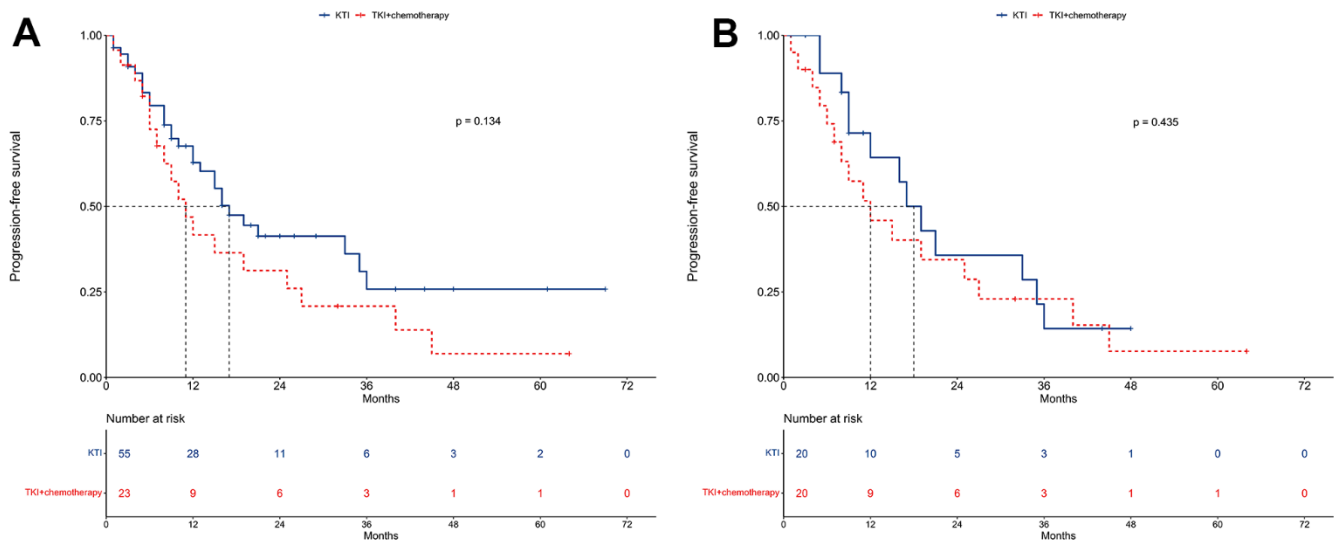 A
KTI TKI+chemotherapy
Progression-free survival
1.00
0.75
0.50
0.25
0.00
p = 0.134
0 12 24 36 48 60 72
Months
Number at risk
KTI 55 28 11 6 3 2 0
TKI+chemotherapy 23 9 6 3 1 1 0
0 12 24 36 48 60 72
Months
B
KTI TKI+chemotherapy
Progression-free survival
1.00
0.75
0.50
0.25
0.00
p = 0.435
0 12 24 36 48 60 72
Months
Number at risk
KTI 20 10 5 3 1 0 0
TKI+chemotherapy 20 9 6 3 1 1 0
0 12 24 36 48 60 72
Months